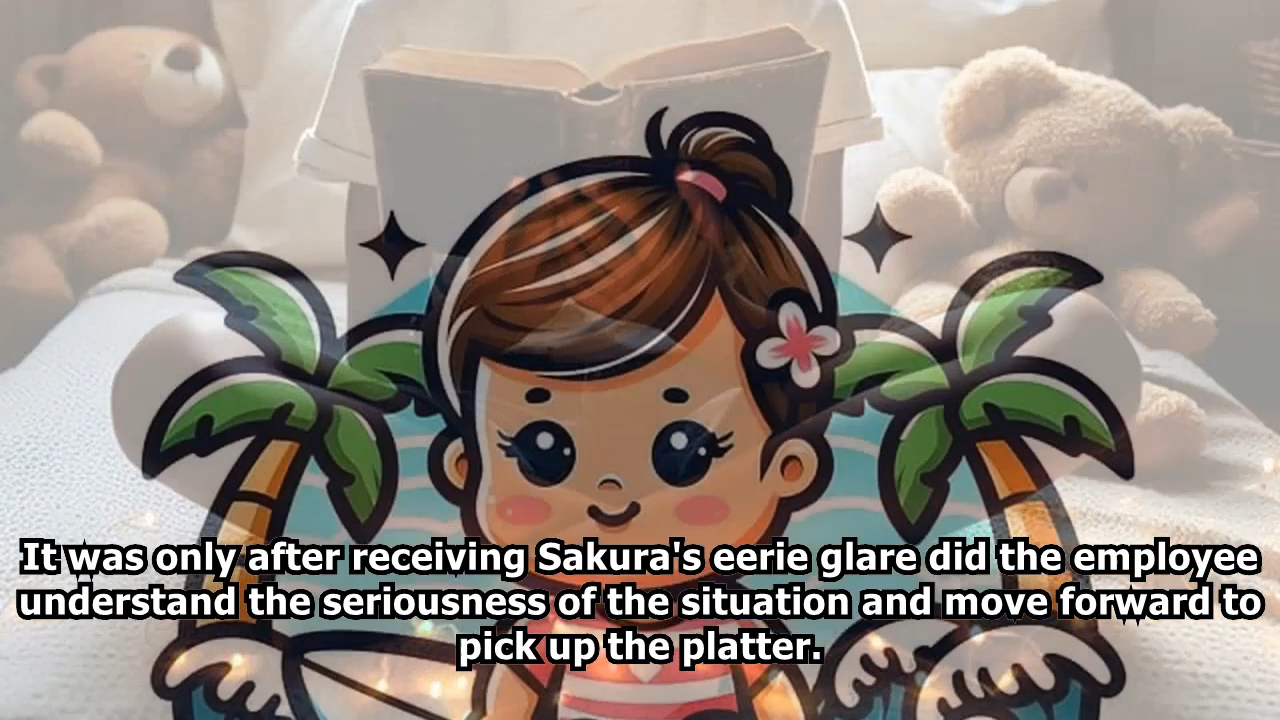 It was only after receiving Sakura's eerie glare did the employee
understand the seriousness of the situation and move forward to
pick up the platter.